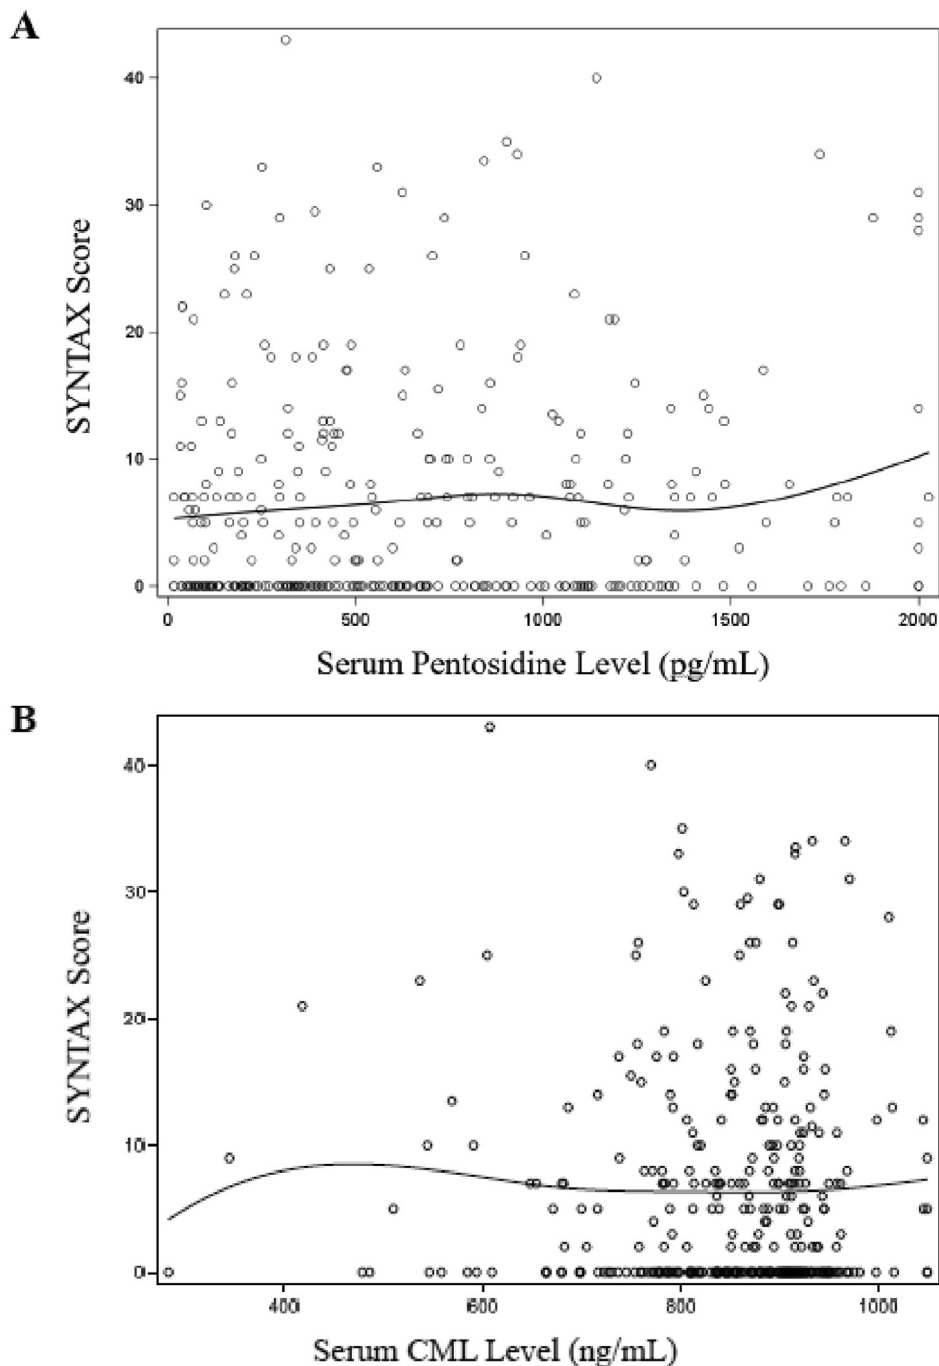 A
40
30
20
10
0
SYNTAX Score
0 500 1000 1500 2000
Serum Pentosidine Level (pg/mL)
B
40
30
20
10
0
SYNTAX Score
400 600 800 1000
Serum CML Level (ng/mL)